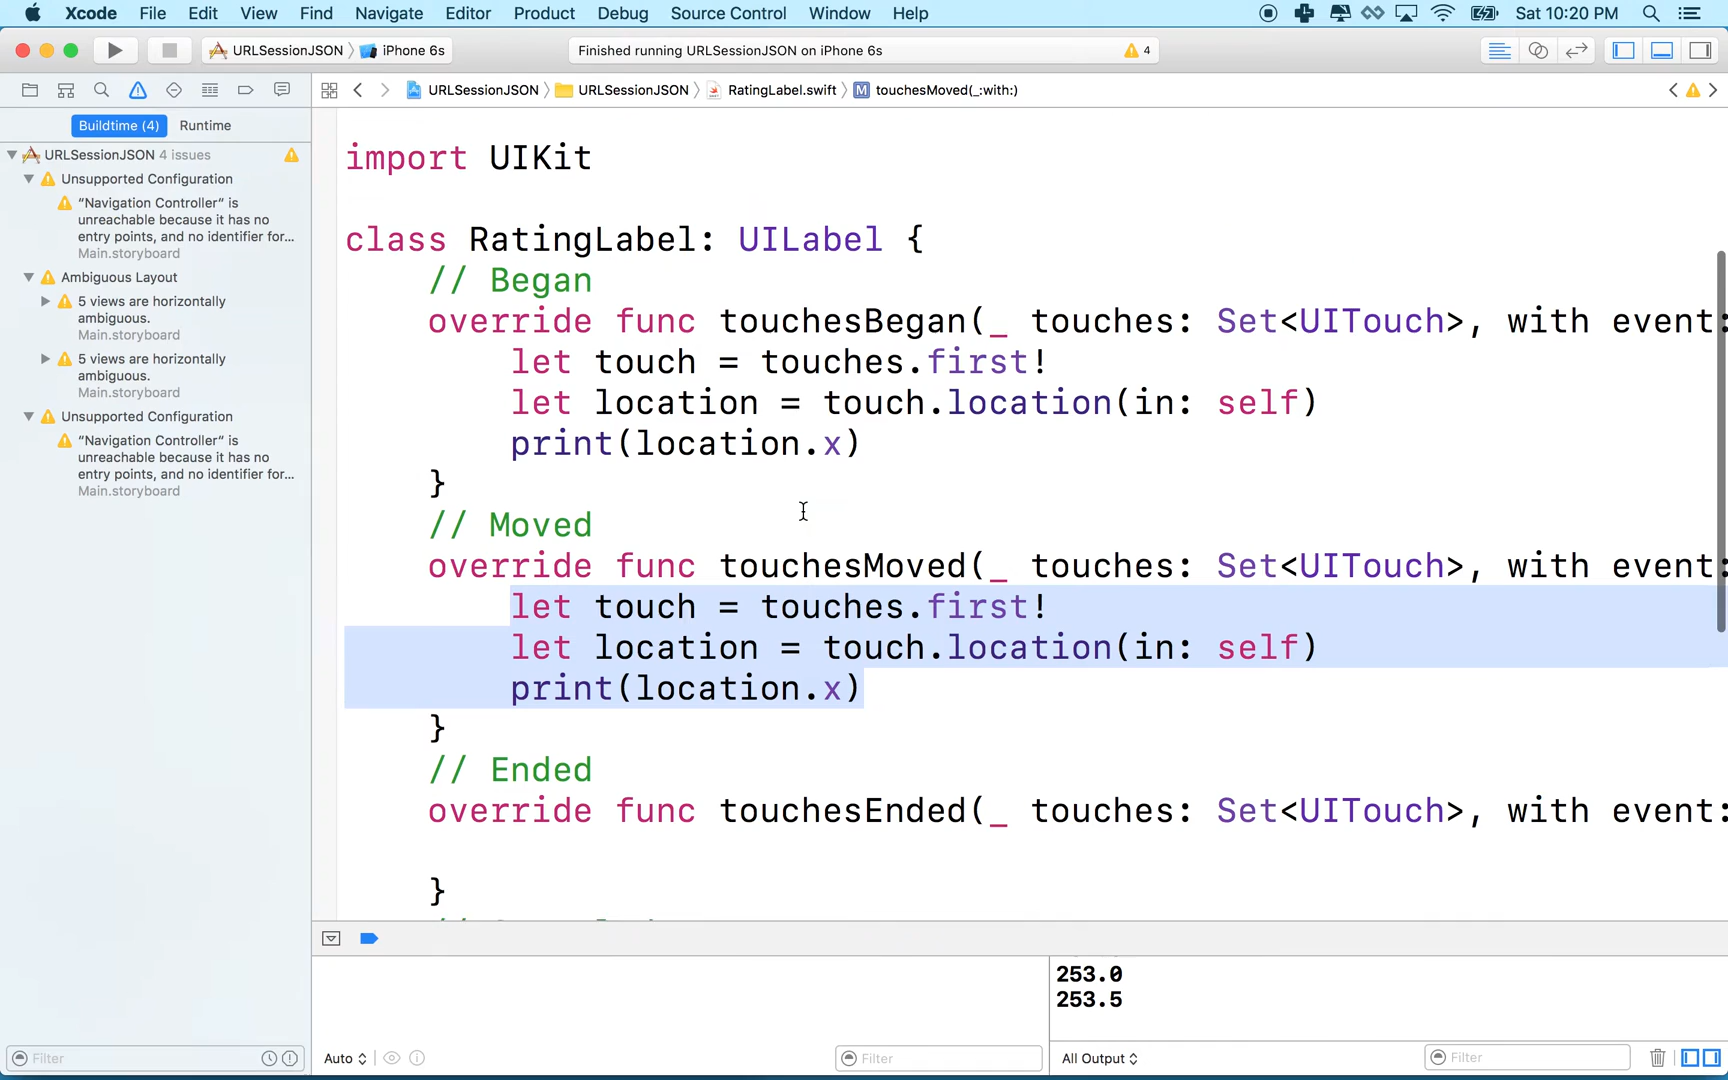 Xcode File Edit View Find Navigate Editor Product Debug Source Control Window Help Sat 10:20 PM
URLSessionJSON iPhone 6s Finished running URLSessionJSON on iPhone 6s 4
URLSessionJSON URLSessionJSON RatingLabel.swift M touchesMoved(_:with:)
Buildtime (4) Runtime
URLSessionJSON 4 issues
Unsupported Configuration
“Navigation Controller“ is
unreachable because it has no
entry points, and no identifier for...
Main.storyboard
Ambiguous Layout
5 views are horizontally
ambiguous.
Main.storyboard
5 views are horizontally
ambiguous.
Main.storyboard
Unsupported Configuration
“Navigation Controller“ is
unreachable because it has no
entry points, and no identifier for...
Main.storyboard
Filter
import UIKit
class RatingLabel: UILabel {
// Began
override func touchesBegan(_ touches: Set<UITouch>, with event:
let touch = touches.first!
let location = touch.location(in: self)
print(location.x)
}
// Moved
override func touchesMoved(_ touches: Set<UITouch>, with event:
let touch = touches.first!
let location = touch.location(in: self)
print(location.x)
}
// Ended
override func touchesEnded(_ touches: Set<UITouch>, with event:
}
253.0
253.5
Auto Filter All Output Filter